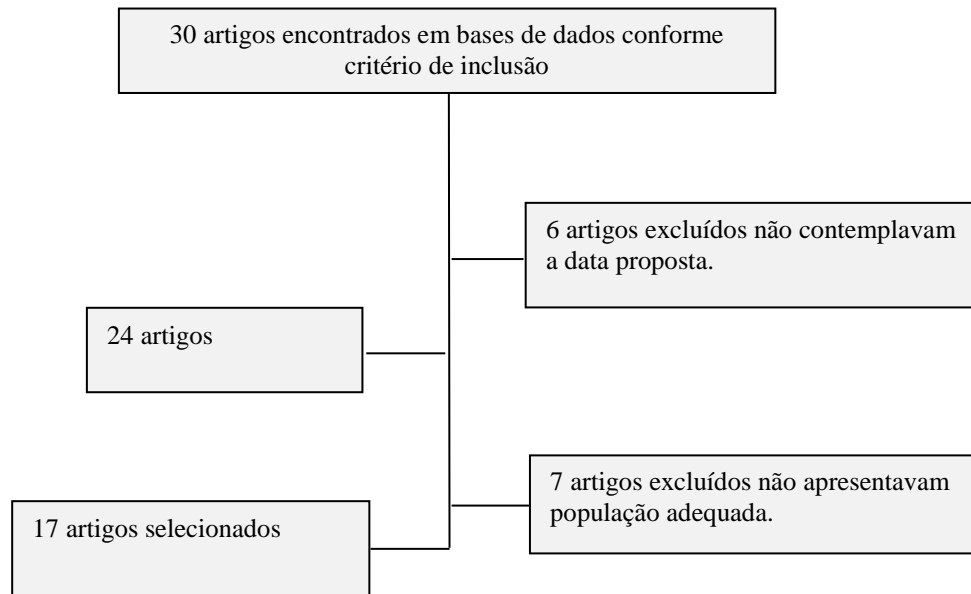 30 artigos encontrados em bases de dados conforme
critério de inclusão
6 artigos excluídos não contemplavam
a data proposta.
24 artigos
7 artigos excluídos não apresentavam
população adequada.
17 artigos selecionados